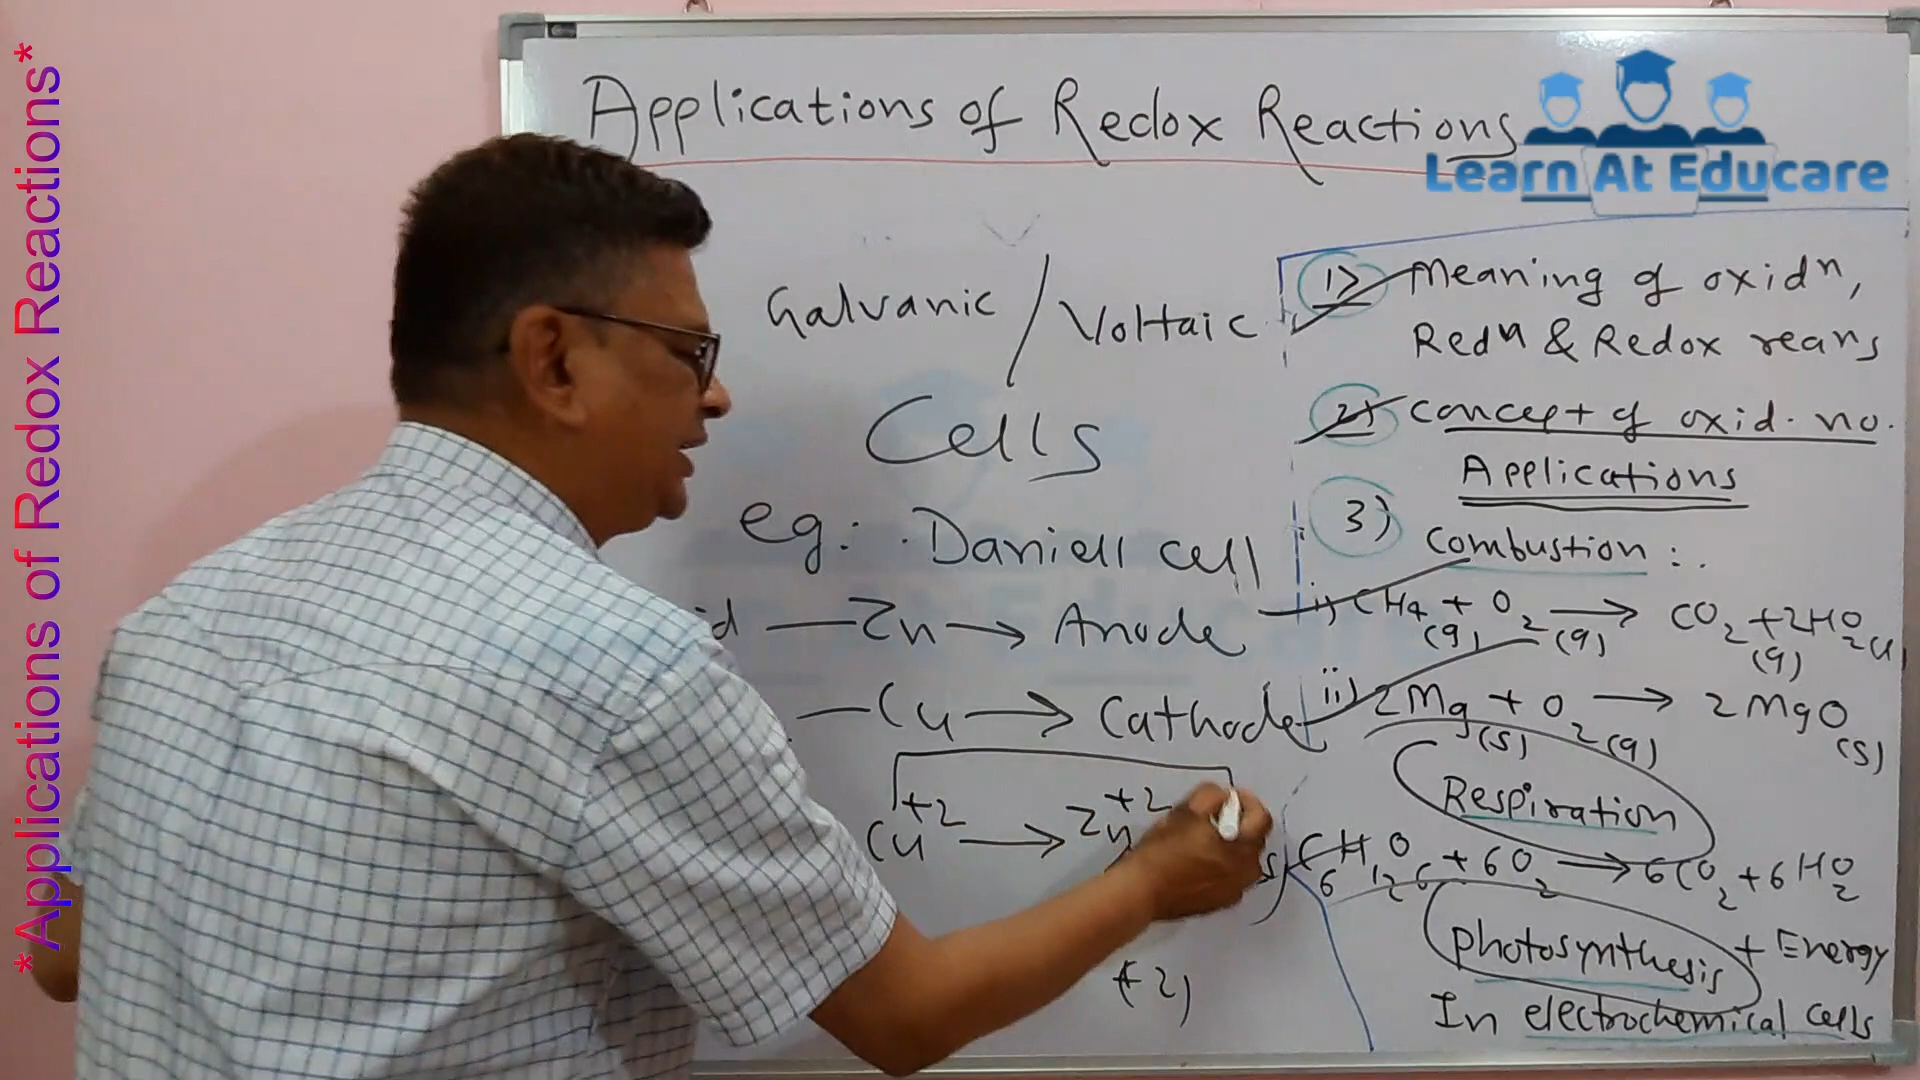 *Applications of Redox Reactions*
Applications of Redox Reactions
Learn At Educare
Galvanic / Voltaic
Cells
eg: Daniell cell
Zn → Anode
Cu → Cathode
Cu+2 → Zn+2
(+2)
1) Meaning of oxidn,
Redn & Redox reans
2) concept of oxid. no.
Applications
3) Combustion :
i) CH4(g) + O2(g) → CO2(g) + 2H2O
ii) 2Mg(s) + O2(g) → 2MgO(s)
Respiration
C6H12O6 + 6O2 → 6CO2 + 6H2O
photosynthesis + Energy
In electrochemical cells